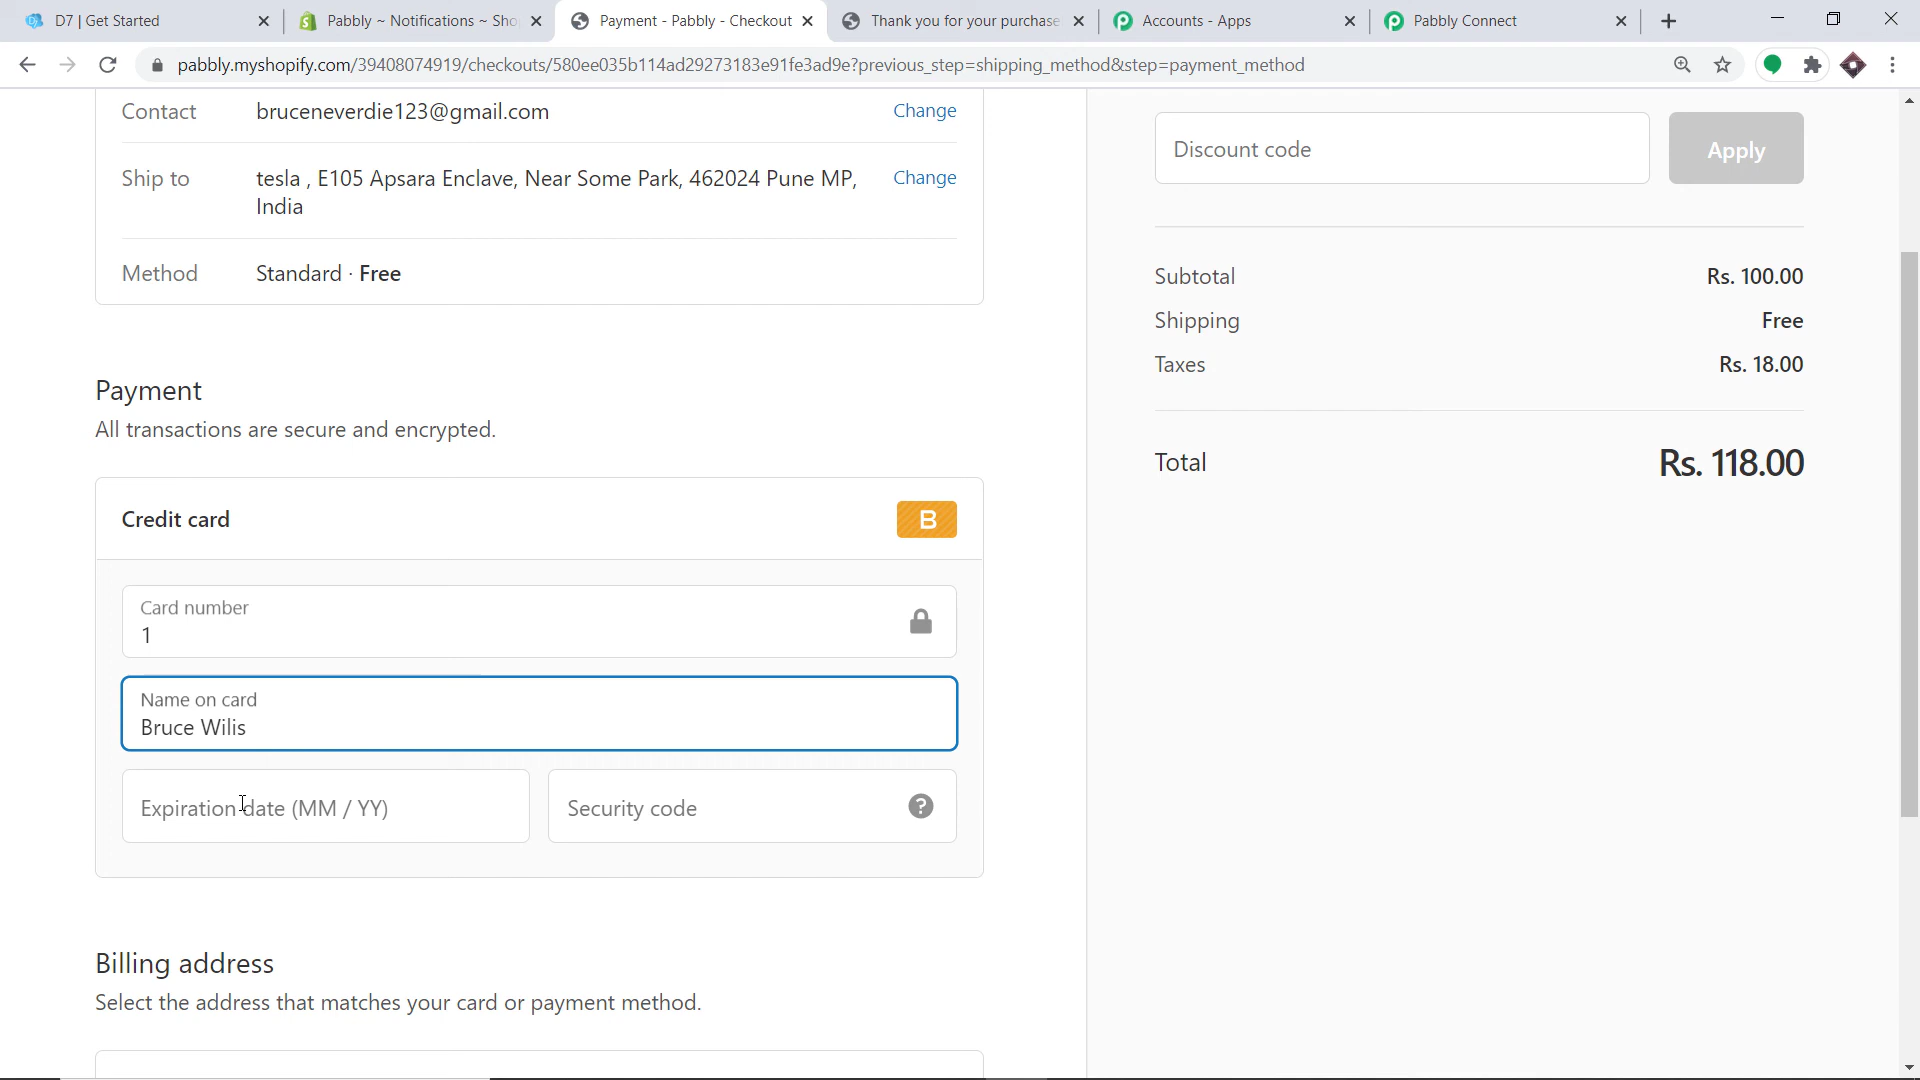 D7 | Get Started
Pabbly ~ Notifications ~ Sho
Payment - Pabbly - Checkout
Thank you for your purchase
Accounts - Apps
Pabbly Connect
pabbly.myshopify.com/39408074919/checkouts/580ee035b114ad29273183e91fe3ad9e?previous_step=shipping_method&step=payment_method
Contact
bruceneverdie123@gmail.com
Change
Ship to
tesla , E105 Apsara Enclave, Near Some Park, 462024 Pune MP,
India
Change
Method
Standard · Free
Payment
All transactions are secure and encrypted.
Credit card
B
Card number
1
Name on card
Bruce Wilis
Expiration date (MM / YY)
Security code
?
Billing address
Select the address that matches your card or payment method.
Discount code
Apply
Subtotal
Rs. 100.00
Shipping
Free
Taxes
Rs. 18.00
Total
Rs. 118.00